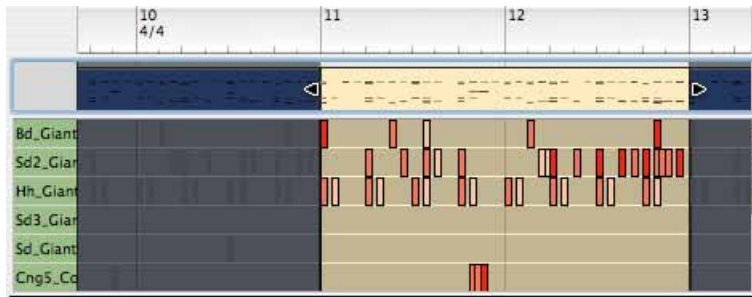 10 11 12 13
4/4
Bd_Giant
Sd2_Giar
Hh_Giant
Sd3_Giar
Sd_Giant
Cng5_Co